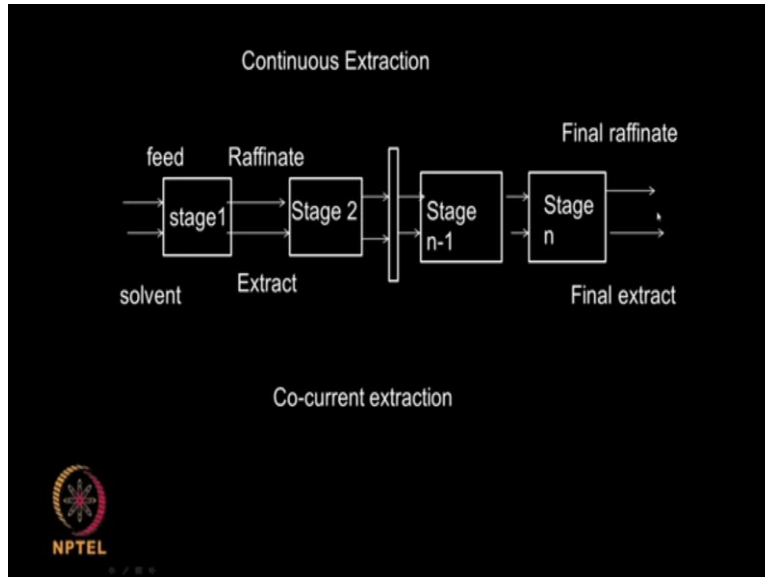 Continuous Extraction
feed
Raffinate
Final raffinate
stage1
Stage 2
Stage
n-1
Stage
n
solvent
Extract
Final extract
Co-current extraction
NPTEL